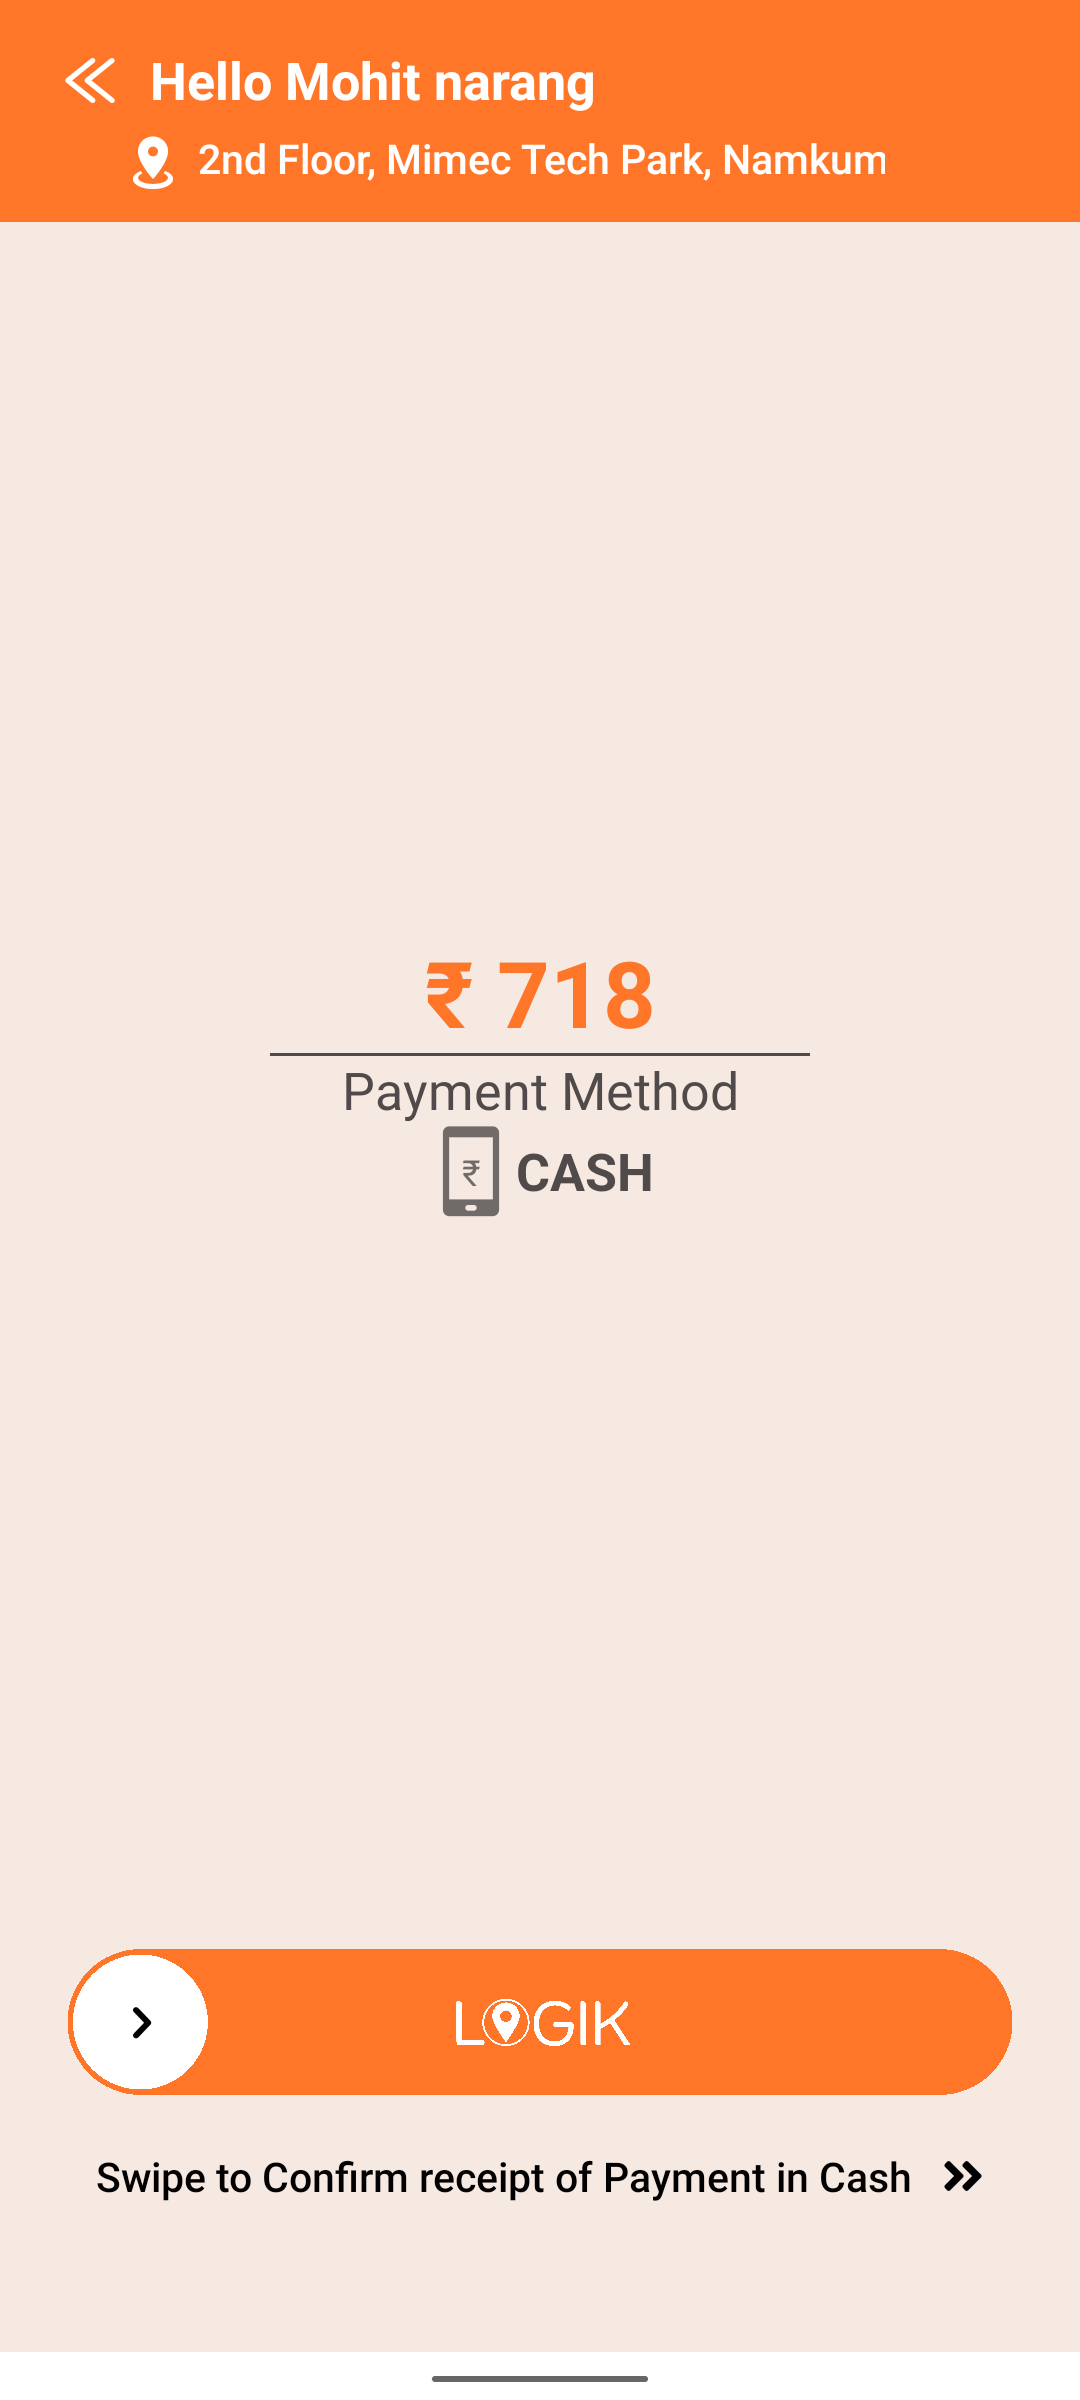 Hello Mohit narang
2nd Floor, Mimec Tech Park, Namkum
₹ 718
Payment Method
₹ CASH
LOGIK
Swipe to Confirm receipt of Payment in Cash